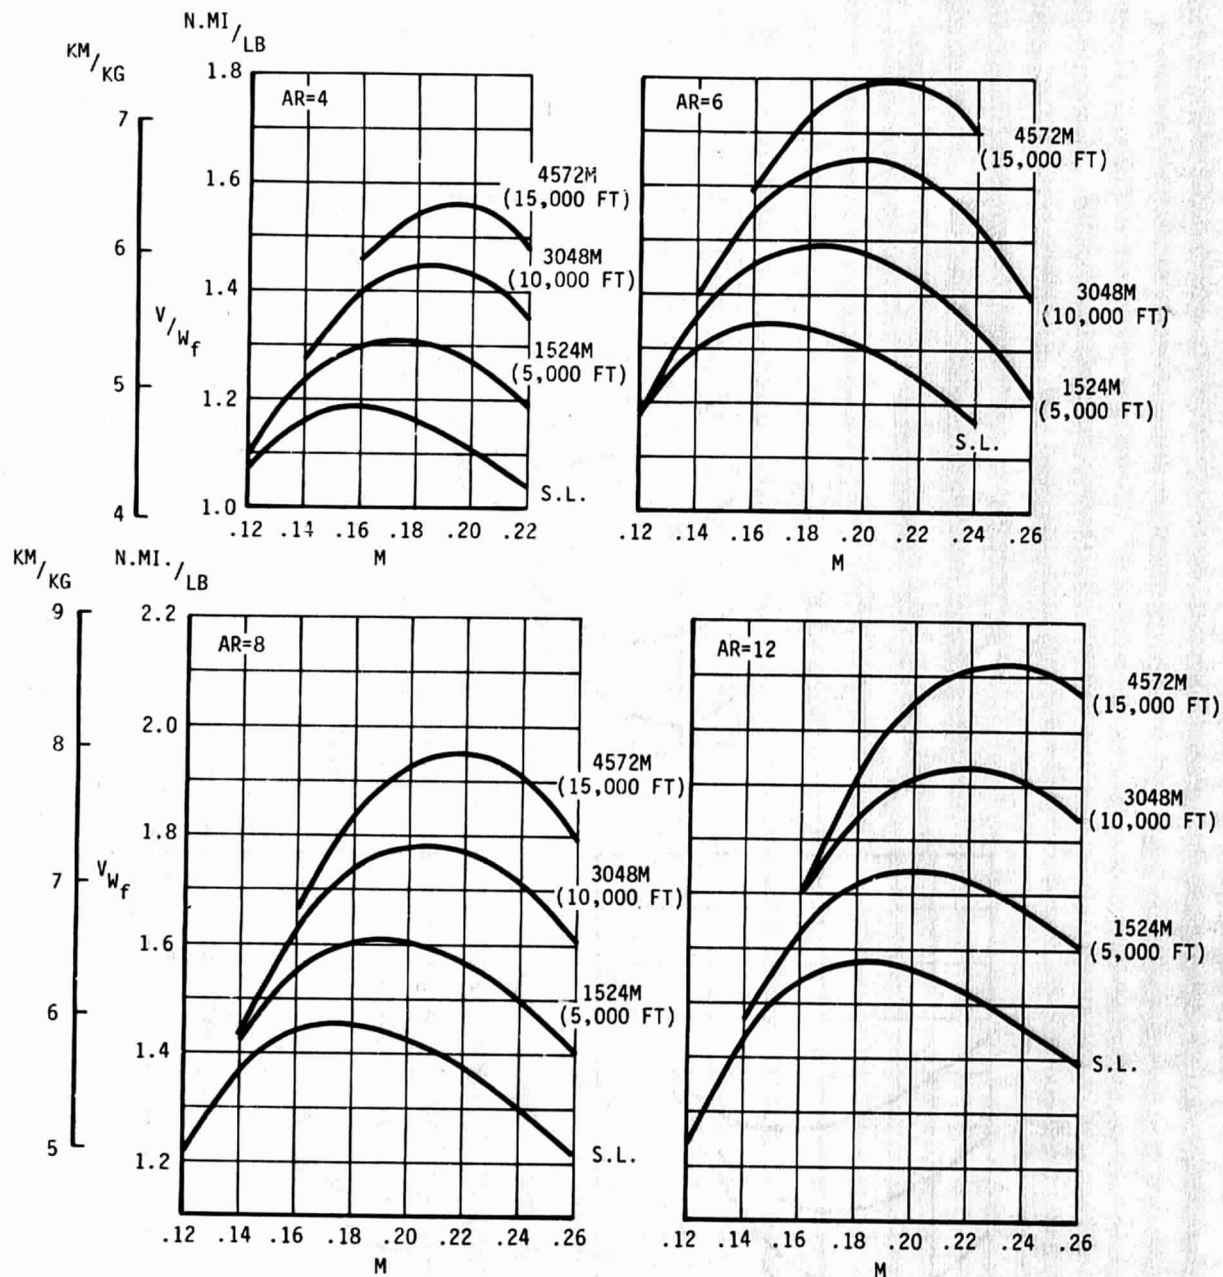 N.MI/LB
KM/KG
1.8
AR=4
7
4572M
(15,000 FT)
1.6
6
3048M
(10,000 FT)
1.4
V/Wf
1524M
(5,000 FT)
5
1.2
S.L.
4
1.0
.12 .14 .16 .18 .20 .22
M
AR=6
4572M
(15,000 FT)
3048M
(10,000 FT)
1524M
(5,000 FT)
S.L.
.12 .14 .16 .18 .20 .22 .24 .26
M
KM/KG
N.MI./LB
9
2.2
AR=8
2.0
8
4572M
(15,000 FT)
1.8
VWf
7
3048M
(10,000 FT)
1.6
6
1524M
(5,000 FT)
1.4
5
1.2
S.L.
.12 .14 .16 .18 .20 .22 .24 .26
M
AR=12
4572M
(15,000 FT)
3048M
(10,000 FT)
1524M
(5,000 FT)
S.L.
.12 .14 .16 .18 .20 .22 .24 .26
M